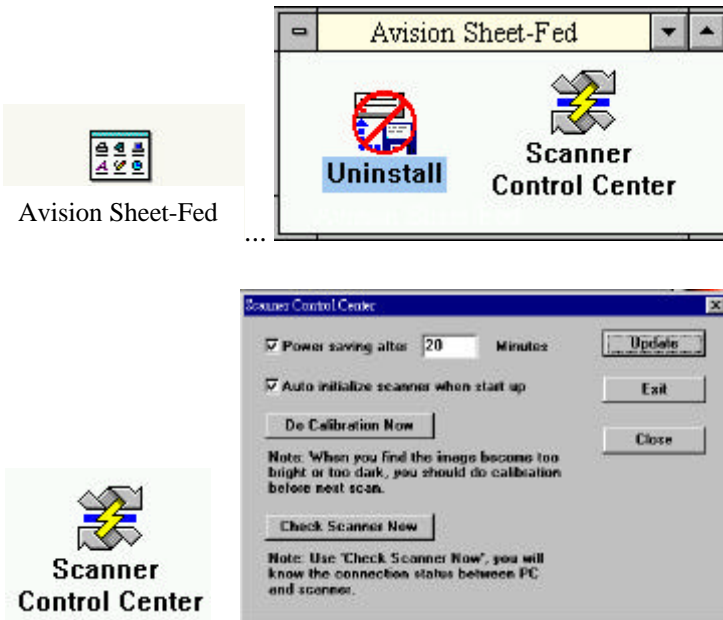 Avision Sheet-Fed
Uninstall
Scanner
Control Center
Avision Sheet-Fed
...
Scanner Control Center
Power saving after 20 Minutes
Update
Auto initialize scanner when start up
Exit
Do Calibration Now
Close
Note: When you find the image become too
bright or too dark, you should do calibration
before next scan.
Check Scanner Now
Note: Use "Check Scanner Now", you will
know the connection status between PC
and scanner.
Scanner
Control Center